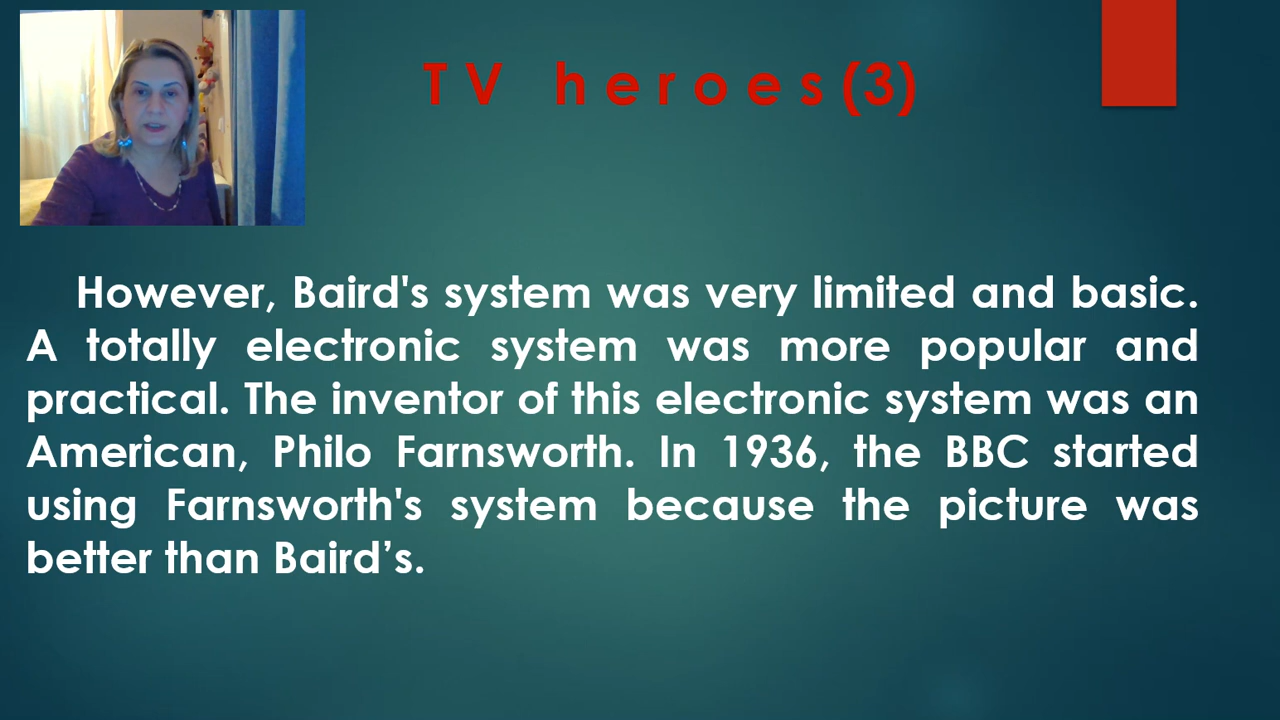 T V h e r o e s (3)
However, Baird's system was very limited and basic.
A totally electronic system was more popular and
practical. The inventor of this electronic system was an
American, Philo Farnsworth. In 1936, the BBC started
using Farnsworth's system because the picture was
better than Baird’s.